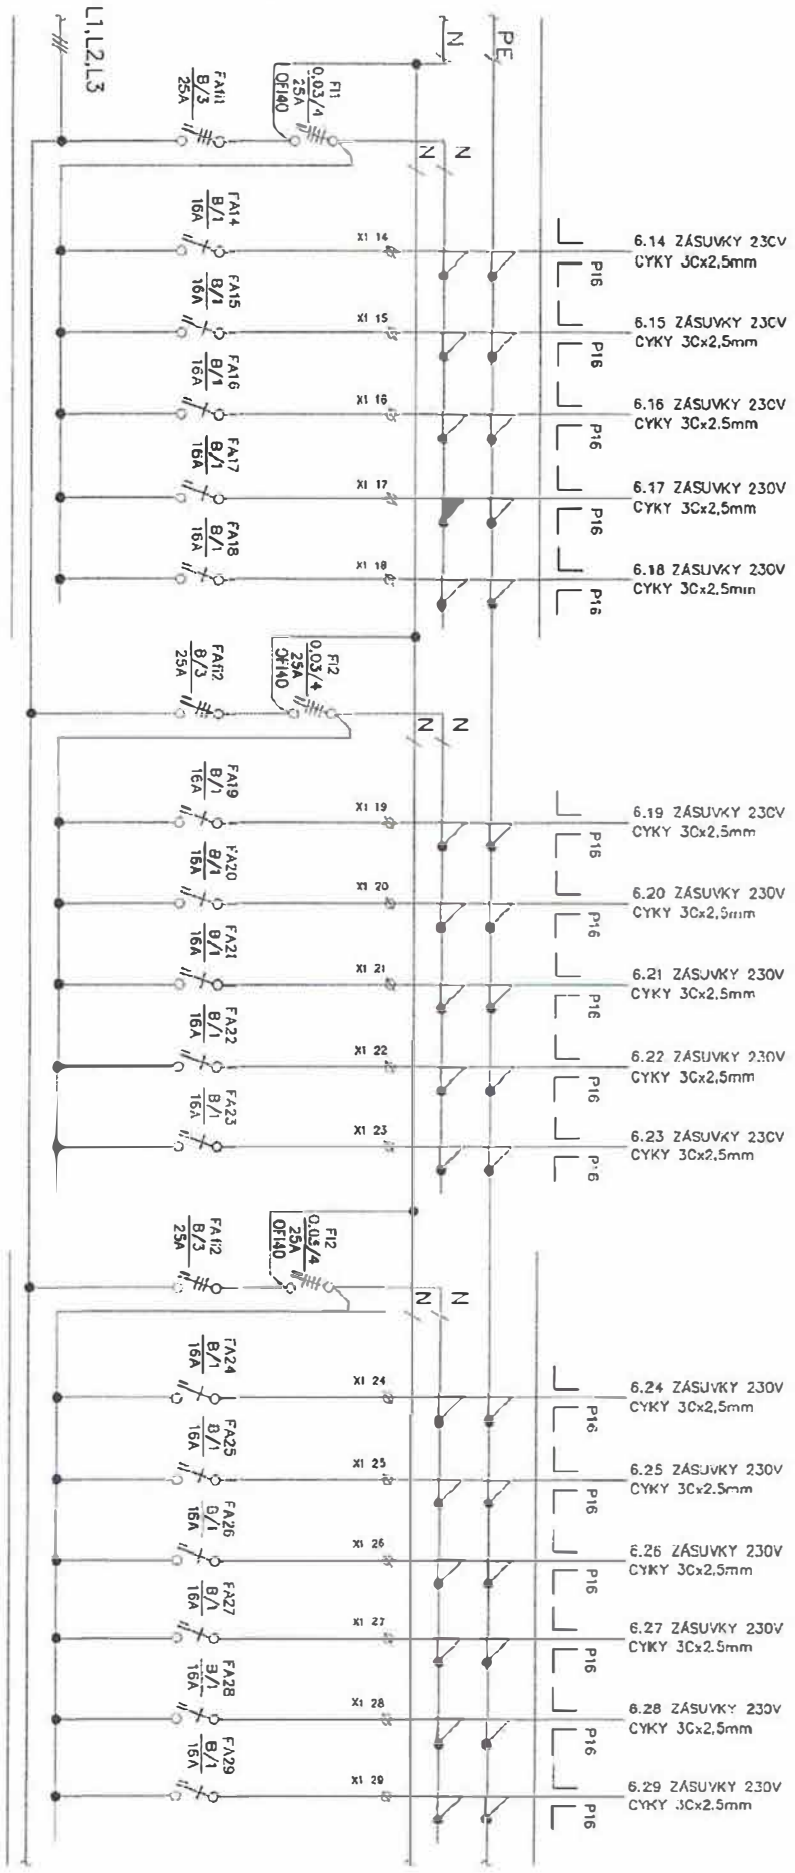 L1,L2,L3
N
PE
FAfi1
B/3
25A
FI1
0,03/4
25A
OFI40
N
N
FA14
B/1
16A
X1 14
P16
6.14 ZÁSUVKY 230V
CYKY 3Cx2,5mm
FA15
B/1
16A
X1 15
P16
6.15 ZÁSUVKY 230V
CYKY 3Cx2,5mm
FA16
B/1
16A
X1 16
P16
6.16 ZÁSUVKY 230V
CYKY 3Cx2,5mm
FA17
B/1
16A
X1 17
P16
6.17 ZÁSUVKY 230V
CYKY 3Cx2,5mm
FA18
B/1
16A
X1 18
P16
6.18 ZÁSUVKY 230V
CYKY 3Cx2,5mm
FAfi2
B/3
25A
FI2
0,03/4
25A
OFI40
N
N
FA19
B/1
16A
X1 19
P16
6.19 ZÁSUVKY 230V
CYKY 3Cx2,5mm
FA20
B/1
16A
X1 20
P16
6.20 ZÁSUVKY 230V
CYKY 3Cx2,5mm
FA21
B/1
16A
X1 21
P16
6.21 ZÁSUVKY 230V
CYKY 3Cx2,5mm
FA22
B/1
16A
X1 22
P16
6.22 ZÁSUVKY 230V
CYKY 3Cx2,5mm
FA23
B/1
16A
X1 23
P16
6.23 ZÁSUVKY 230V
CYKY 3Cx2,5mm
FAfi2
B/3
25A
FI2
0,03/4
25A
OFI40
N
N
FA24
B/1
16A
X1 24
P16
6.24 ZÁSUVKY 230V
CYKY 3Cx2,5mm
FA25
B/1
16A
X1 25
P16
6.25 ZÁSUVKY 230V
CYKY 3Cx2,5mm
FA26
B/1
16A
X1 26
P16
6.26 ZÁSUVKY 230V
CYKY 3Cx2,5mm
FA27
B/1
16A
X1 27
P16
6.27 ZÁSUVKY 230V
CYKY 3Cx2,5mm
FA28
B/1
16A
X1 28
P16
6.28 ZÁSUVKY 230V
CYKY 3Cx2,5mm
FA29
B/1
16A
X1 29
P16
6.29 ZÁSUVKY 230V
CYKY 3Cx2,5mm